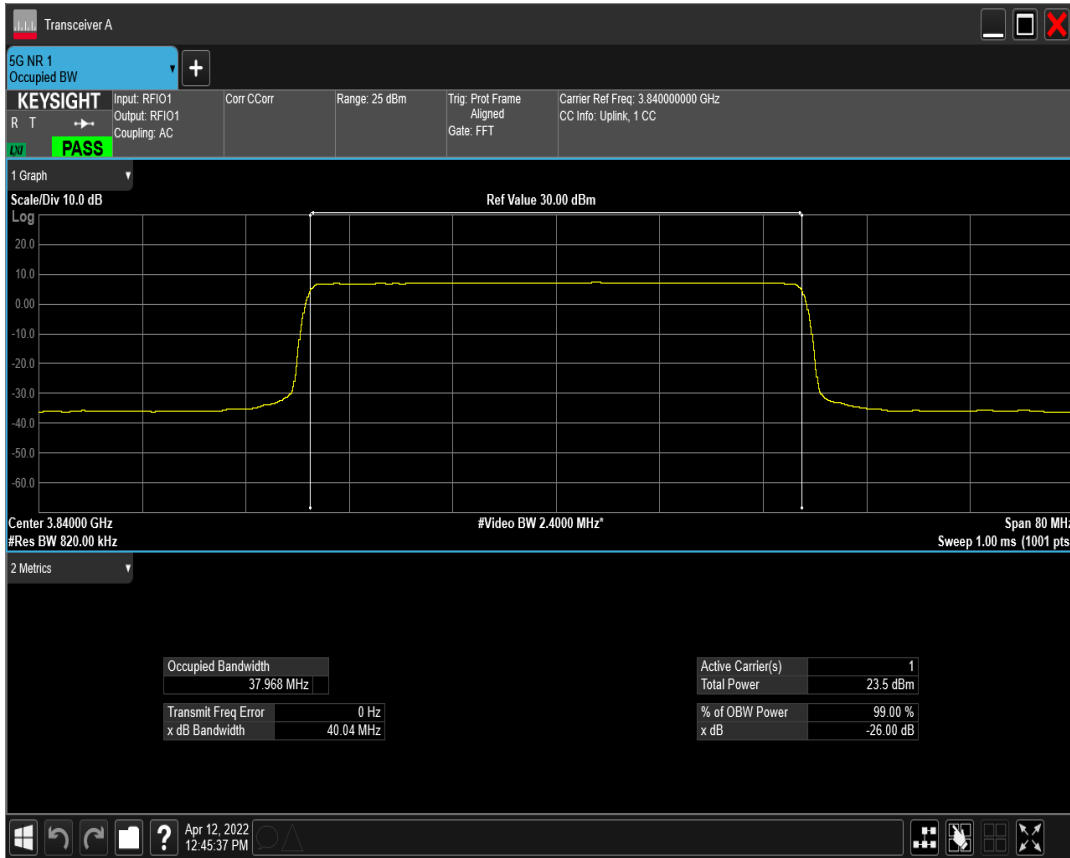 Transceiver A
5G NR 1
Occupied BW
KEYSIGHT
R T
LXI
PASS
Input: RFIO1
Output: RFIO1
Coupling: AC
Corr CCorr
Range: 25 dBm
Trig: Prot Frame
Aligned
Gate: FFT
Carrier Ref Freq: 3.840000000 GHz
CC Info: Uplink, 1 CC
1 Graph
Scale/Div 10.0 dB
Ref Value 30.00 dBm
Log
20.0
10.0
0.00
-10.0
-20.0
-30.0
-40.0
-50.0
-60.0
Center 3.84000 GHz
#Video BW 2.4000 MHz*
Span 80 MHz
#Res BW 820.00 kHz
Sweep 1.00 ms (1001 pts
2 Metrics
Occupied Bandwidth
37.968 MHz
Transmit Freq Error 0 Hz
x dB Bandwidth 40.04 MHz
Active Carrier(s) 1
Total Power 23.5 dBm
% of OBW Power 99.00 %
x dB -26.00 dB
?
Apr 12, 2022
12:45:37 PM